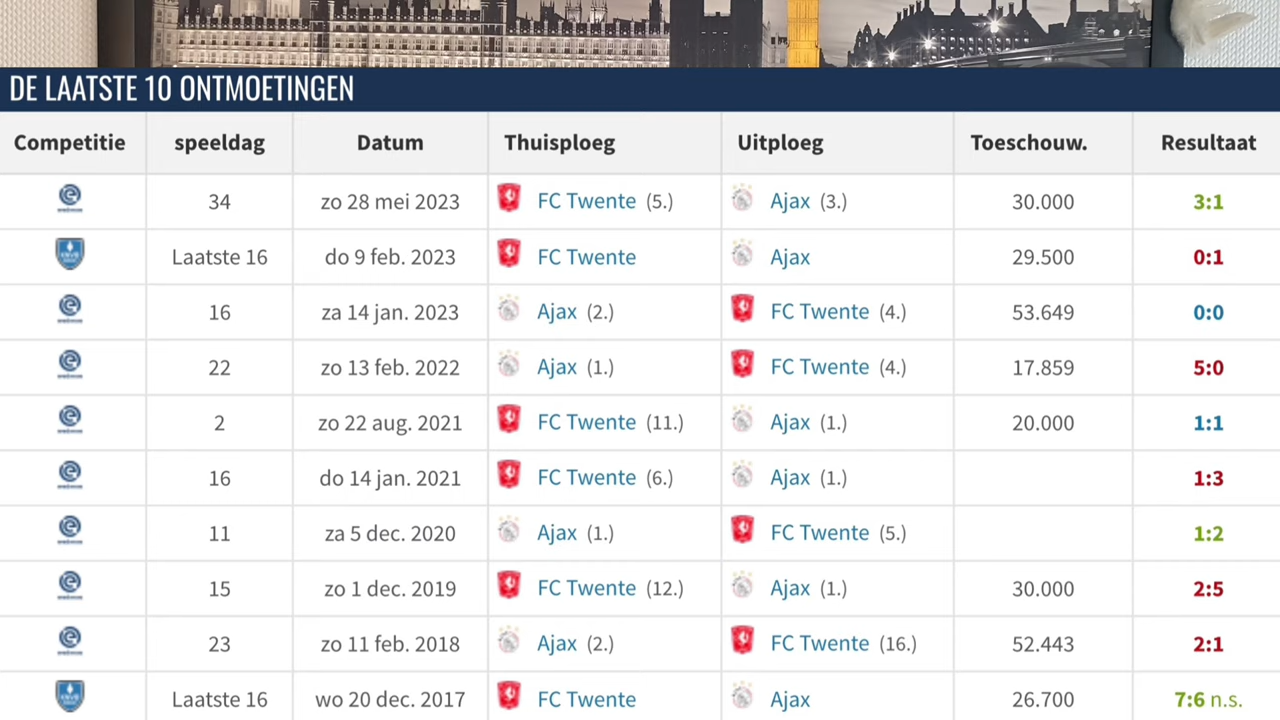 DE LAATSTE 10 ONTMOETINGEN
Competitie speeldag Datum Thuisploeg Uitploeg Toeschouw. Resultaat
34 zo 28 mei 2023 FC Twente (5.) Ajax (3.) 30.000 3:1
Laatste 16 do 9 feb. 2023 FC Twente Ajax 29.500 0:1
16 za 14 jan. 2023 Ajax (2.) FC Twente (4.) 53.649 0:0
22 zo 13 feb. 2022 Ajax (1.) FC Twente (4.) 17.859 5:0
2 zo 22 aug. 2021 FC Twente (11.) Ajax (1.) 20.000 1:1
16 do 14 jan. 2021 FC Twente (6.) Ajax (1.) 1:3
11 za 5 dec. 2020 Ajax (1.) FC Twente (5.) 1:2
15 zo 1 dec. 2019 FC Twente (12.) Ajax (1.) 30.000 2:5
23 zo 11 feb. 2018 Ajax (2.) FC Twente (16.) 52.443 2:1
Laatste 16 wo 20 dec. 2017 FC Twente Ajax 26.700 7:6 n.s.